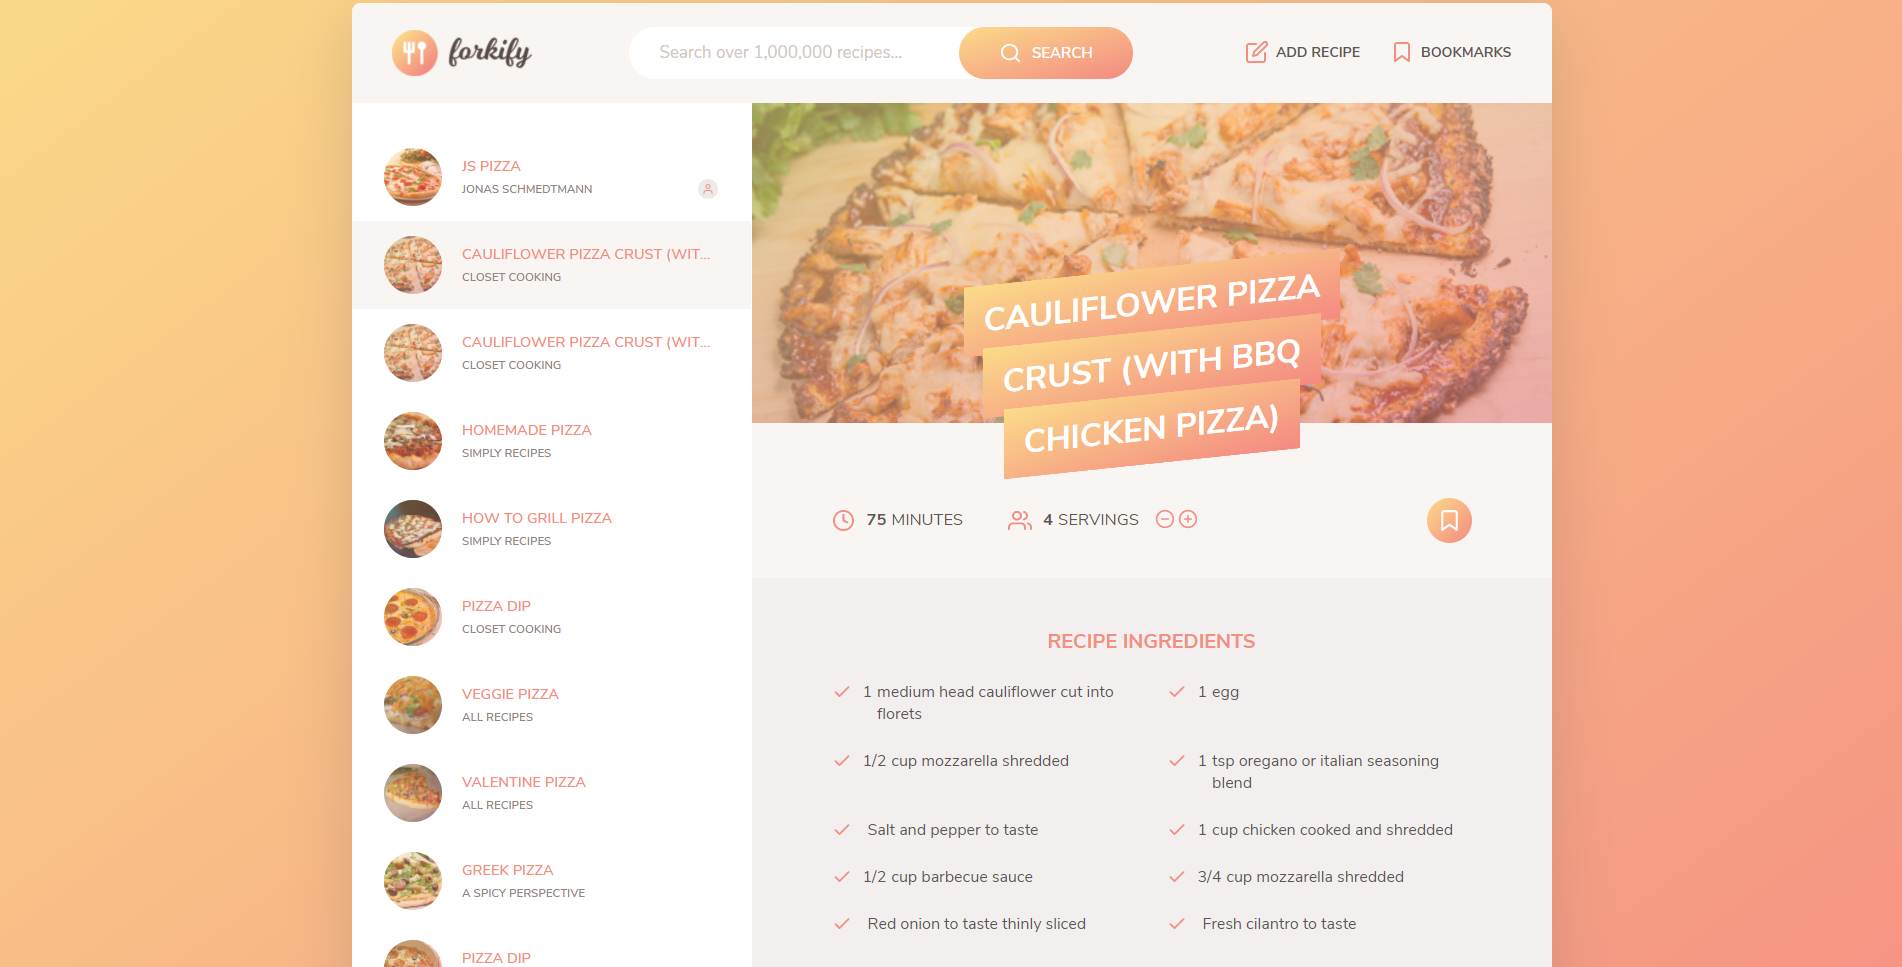 forkify
Search over 1,000,000 recipes...
SEARCH
ADD RECIPE
BOOKMARKS
JS PIZZA
JONAS SCHMEDTMANN
CAULIFLOWER PIZZA CRUST (WIT...
CLOSET COOKING
CAULIFLOWER PIZZA CRUST (WIT...
CLOSET COOKING
HOMEMADE PIZZA
SIMPLY RECIPES
HOW TO GRILL PIZZA
SIMPLY RECIPES
PIZZA DIP
CLOSET COOKING
VEGGIE PIZZA
ALL RECIPES
VALENTINE PIZZA
ALL RECIPES
GREEK PIZZA
A SPICY PERSPECTIVE
PIZZA DIP
CAULIFLOWER PIZZA
CRUST (WITH BBQ
CHICKEN PIZZA)
75 MINUTES
4 SERVINGS
RECIPE INGREDIENTS
1 medium head cauliflower cut into
florets
1 egg
1/2 cup mozzarella shredded
1 tsp oregano or italian seasoning
blend
Salt and pepper to taste
1 cup chicken cooked and shredded
1/2 cup barbecue sauce
3/4 cup mozzarella shredded
Red onion to taste thinly sliced
Fresh cilantro to taste